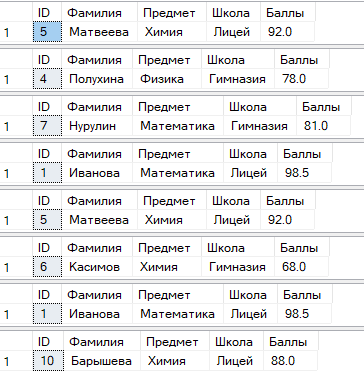 ID Фамилия Предмет Школа Баллы
1 5 Матвеева Химия Лицей 92.0
ID Фамилия Предмет Школа Баллы
1 4 Полухина Физика Гимназия 78.0
ID Фамилия Предмет Школа Баллы
1 7 Нурулин Математика Гимназия 81.0
ID Фамилия Предмет Школа Баллы
1 1 Иванова Математика Лицей 98.5
ID Фамилия Предмет Школа Баллы
1 5 Матвеева Химия Лицей 92.0
ID Фамилия Предмет Школа Баллы
1 6 Касимов Химия Гимназия 68.0
ID Фамилия Предмет Школа Баллы
1 1 Иванова Математика Лицей 98.5
ID Фамилия Предмет Школа Баллы
1 10 Барышева Химия Лицей 88.0